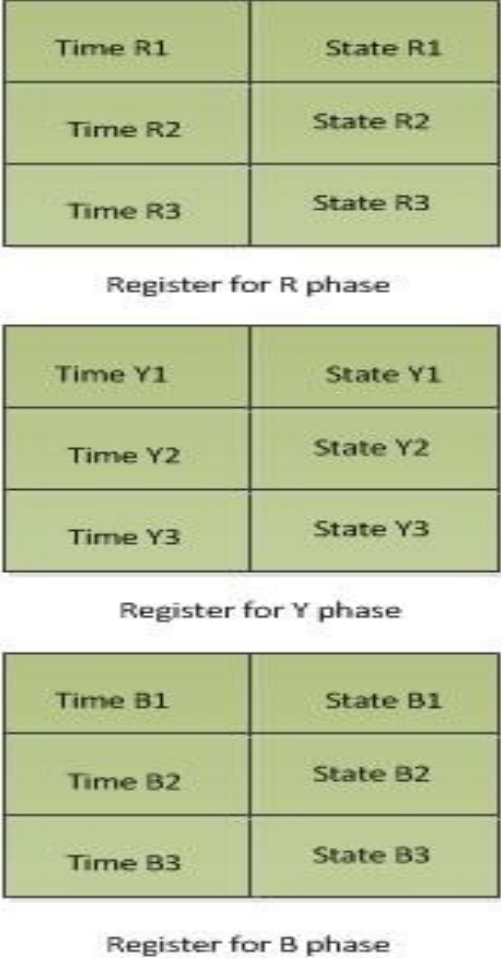 Time R1 State R1
Time R2 State R2
Time R3 State R3
Register for R phase
Time Y1 State Y1
Time Y2 State Y2
Time Y3 State Y3
Register for Y phase
Time B1 State B1
Time B2 State B2
Time B3 State B3
Register for B phase